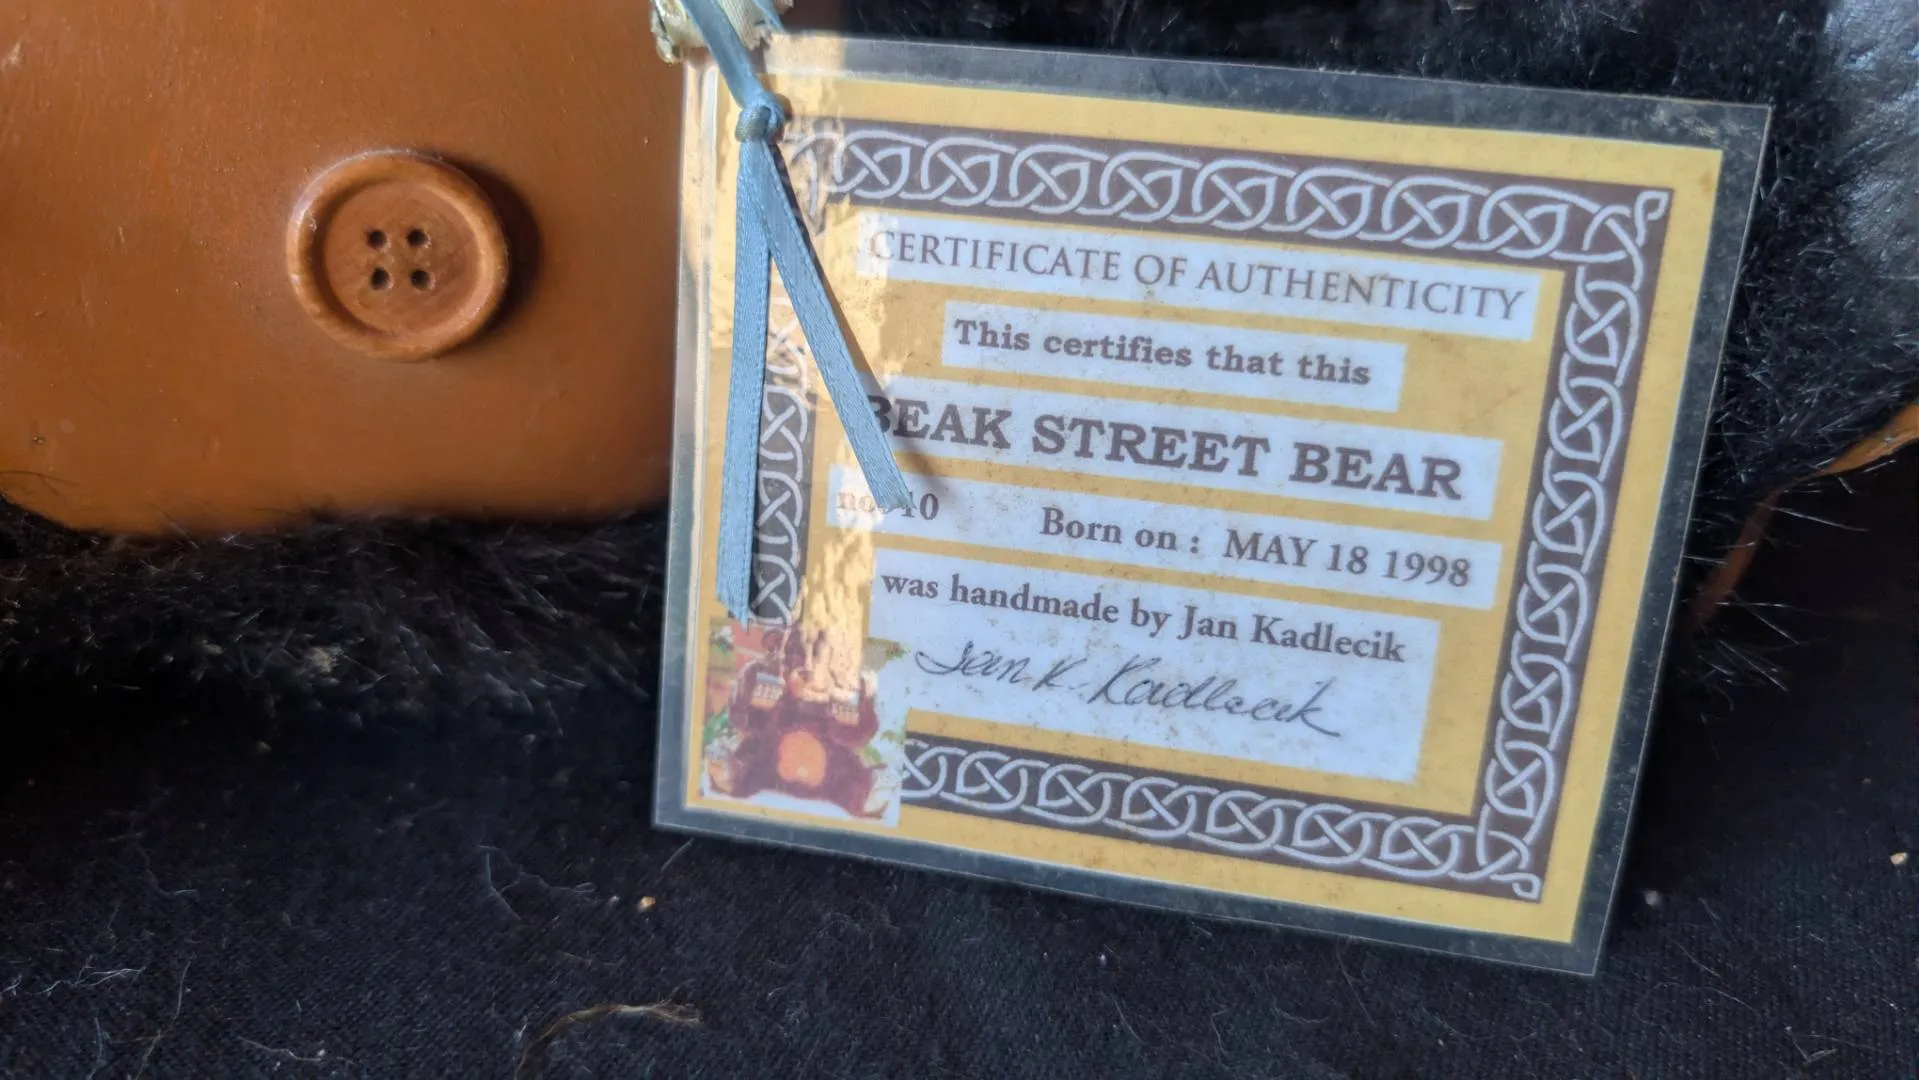 CERTIFICATE OF AUTHENTICITY
This certifies that this
BEAK STREET BEAR
Born on : MAY 18 1998
was handmade by Jan Kadlecik
Jan K. Kadlecik